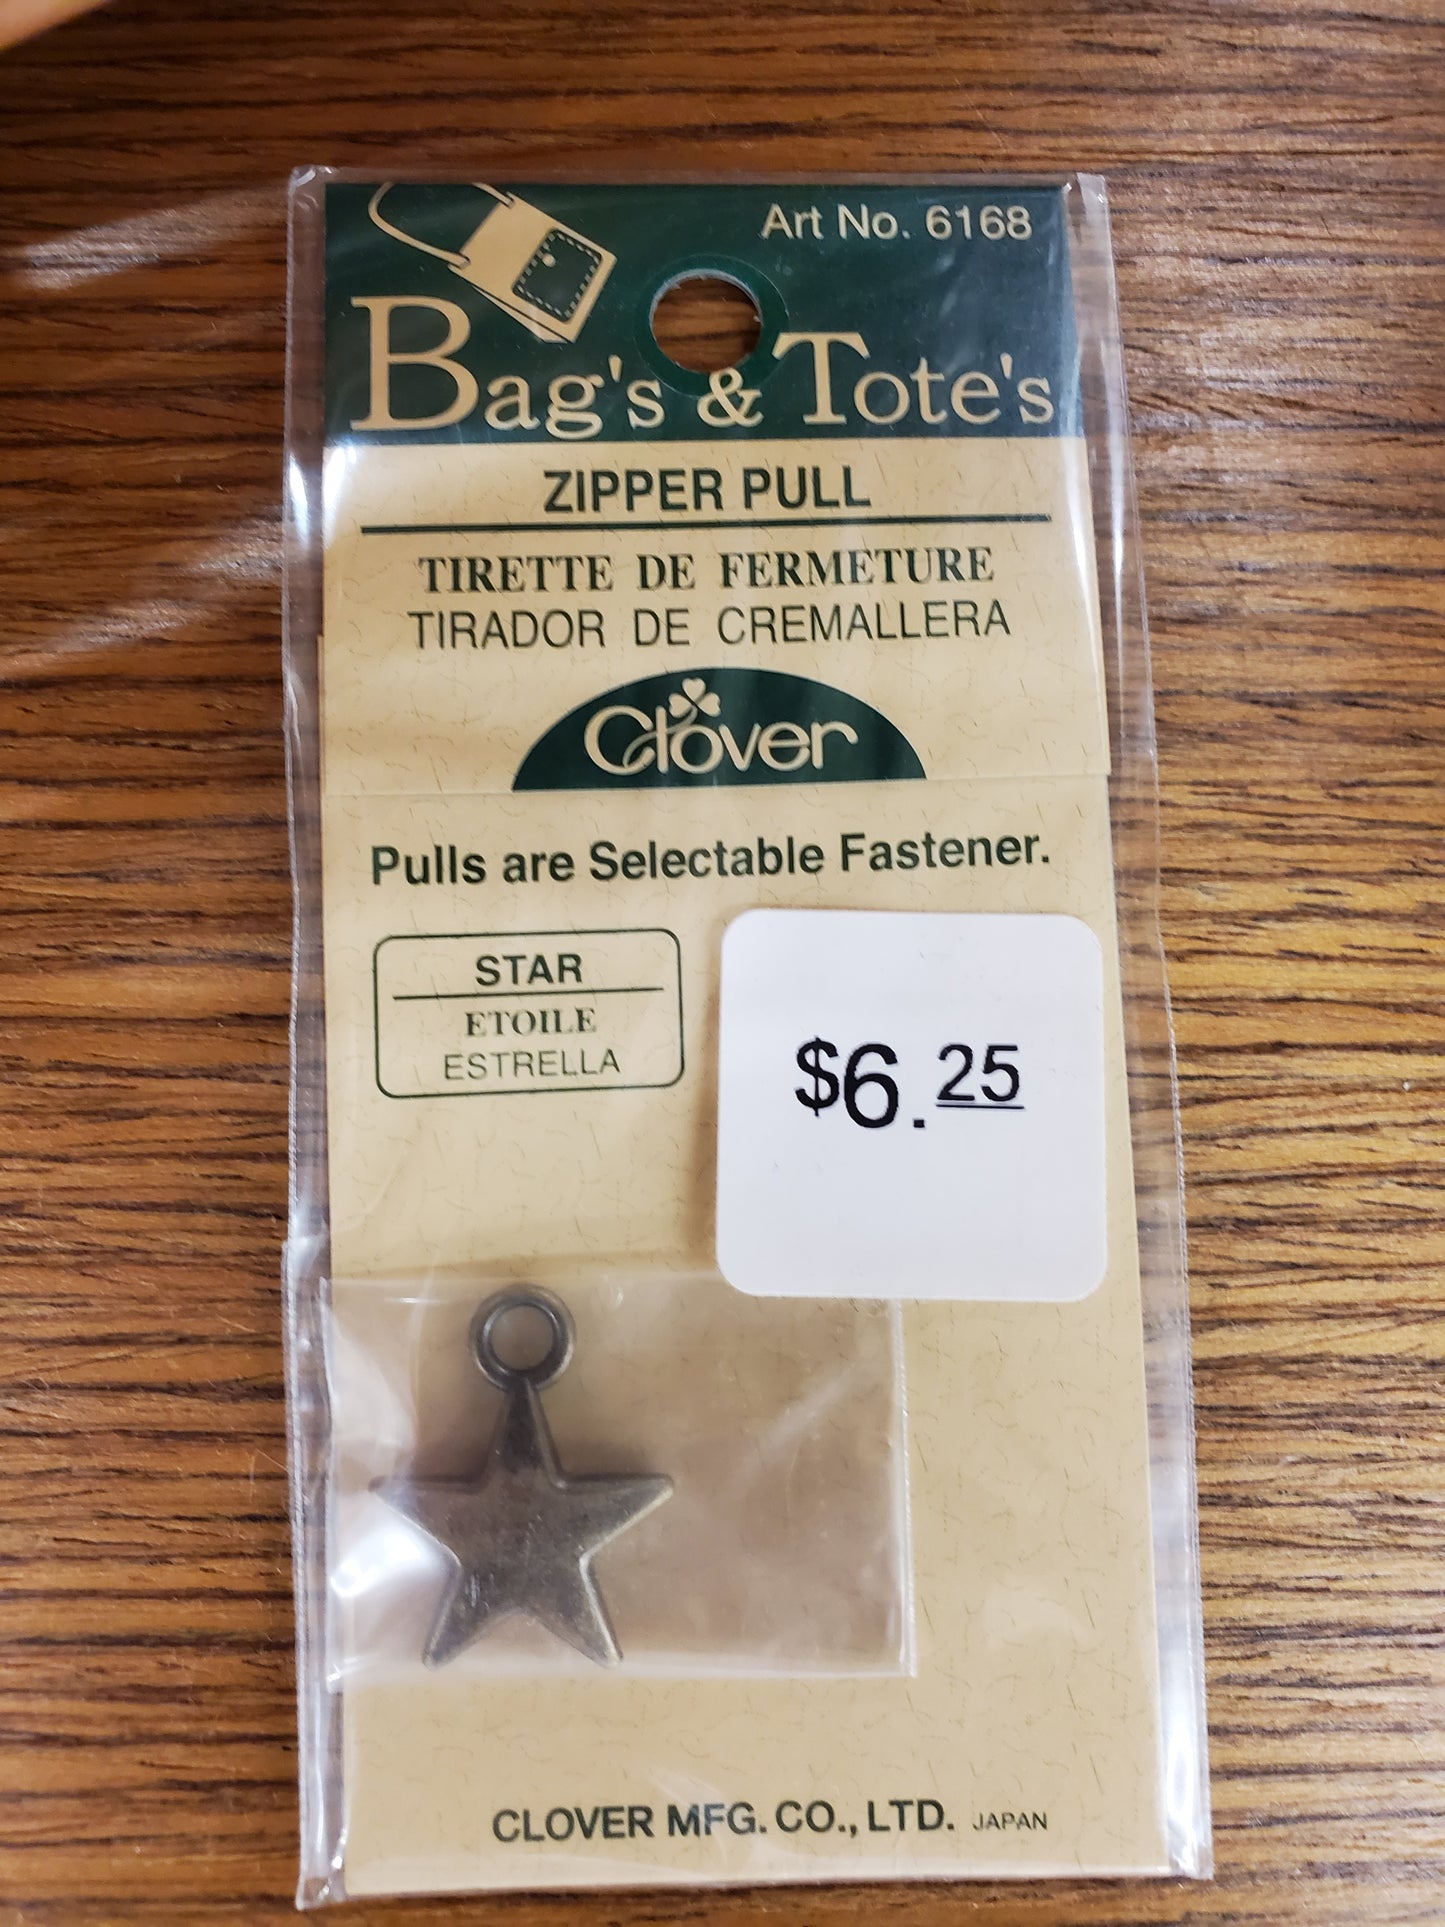 Art No. 6168
Bag's & Tote's
ZIPPER PULL
TIRETTE DE FERMETURE
TIRADOR DE CREMALLERA
Clover
Pulls are Selectable Fastener.
STAR
ETOILE
ESTRELLA
$6.25
CLOVER MFG. CO., LTD. JAPAN